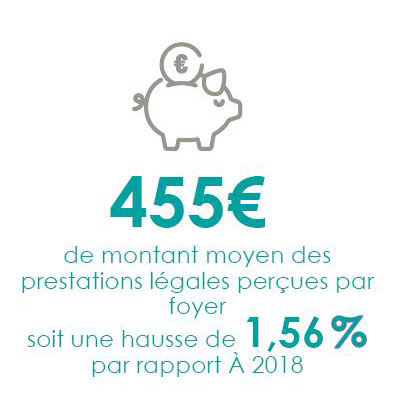 €
455€
de montant moyen des
prestations légales perçues par
foyer
soit une hausse de 1,56%
par rapport À 2018